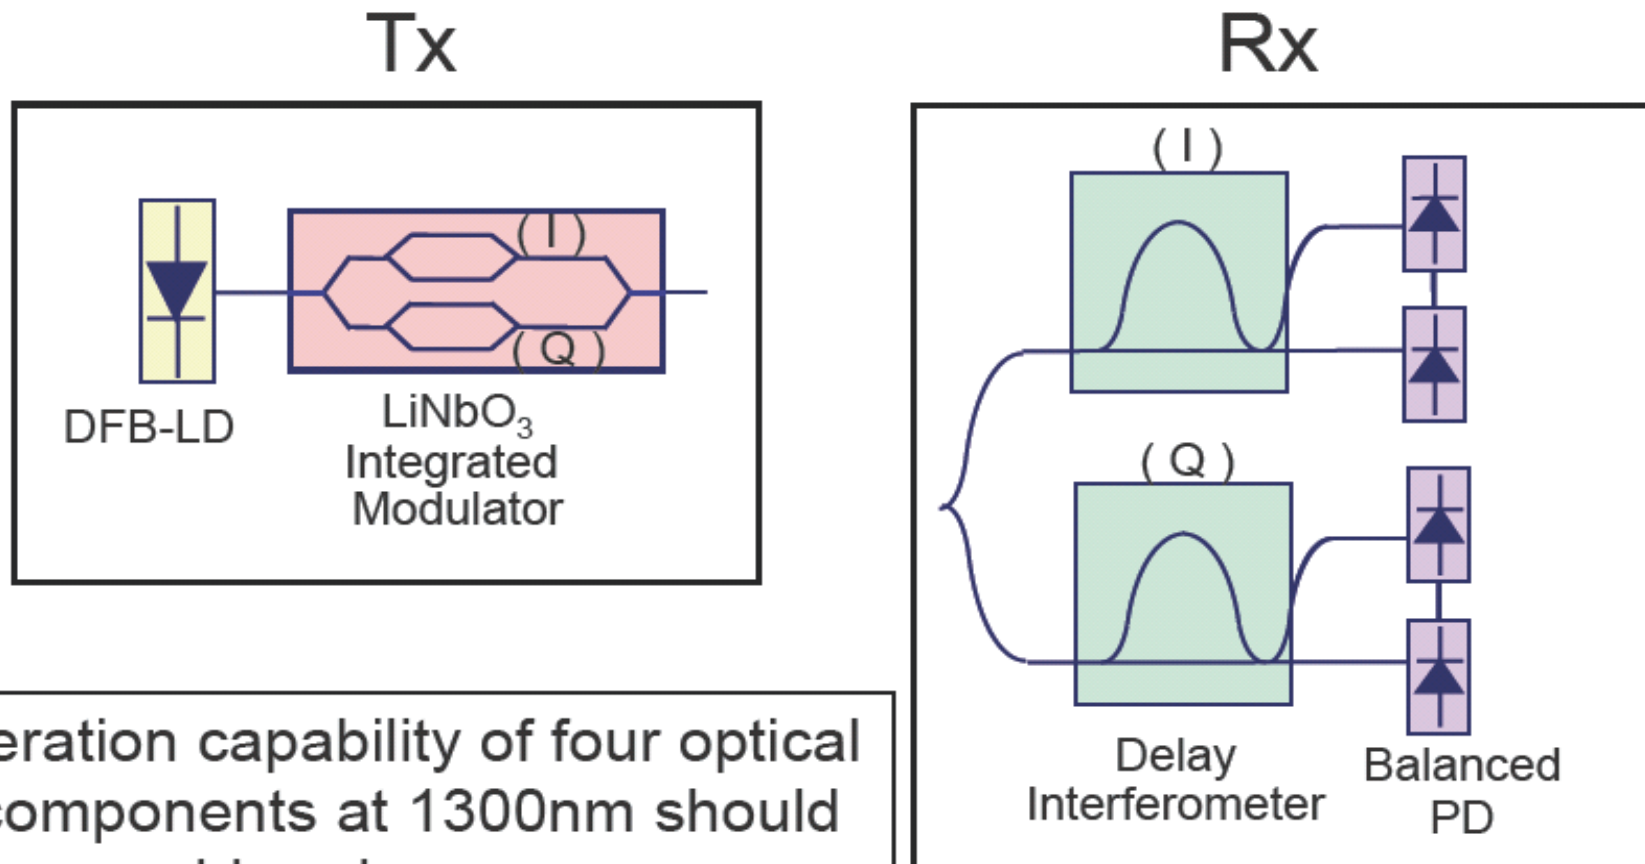 Tx
Rx
( I )
( I )
( Q )
DFB-LD
LiNbO₃
Integrated
Modulator
( Q )
Delay
Interferometer
Balanced
PD
eration capability of four optical
components at 1300nm should